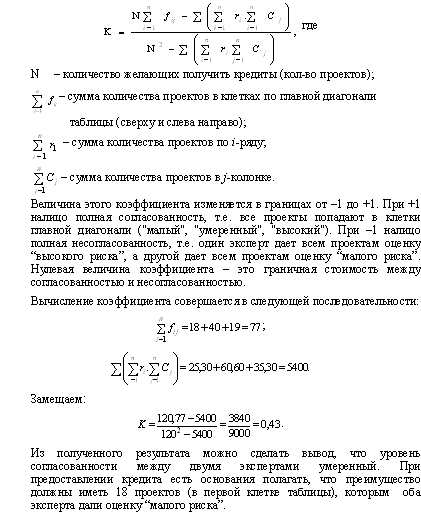 K = \frac{N \sum_{i=1}^{n} f_{ij} - \sum \left( \sum_{i=1}^{n} r_i \cdot \sum_{j=1}^{n} C_j \right)}{N^2 - \sum \left( \sum_{i=1}^{n} r_i \sum_{j=1}^{n} C_j \right)}, где
N – количество желающих получить кредиты (кол-во проектов);
\sum_{i=1}^{n} f_i – сумма количества проектов в клетках по главной диагонали
таблицы (сверху и слева направо);
\sum_{i=1}^{n} r_1 – сумма количества проектов по i-ряду;
\sum_{i=1}^{n} C_j – сумма количества проектов в j-колонке.
Величина этого коэффициента изменяется в границах от –1 до +1. При +1
налицо полная согласованность, т.е. все проекты попадают в клетки
главной диагонали ("малый", "умеренный", "высокий"). При –1 налицо
полная несогласованность, т.е. один эксперт дает всем проектам оценку
“высокого риска”, а другой дает всем проектам оценку “малого риска”.
Нулевая величина коэффициента – это граничная стоимость между
согласованностью и несогласованностью.
Вычисление коэффициента совершается в следующей последовательности:
\sum_{i=1}^{n} f_{ij} = 18+40+19 = 77;
\sum \left( \sum_{i=1}^{n} r_i \cdot \sum_{j=1}^{n} C_j \right) = 25,30+60,60+35,30 = 5400.
Замещаем:
K = \frac{120,77-5400}{120^2-5400} = \frac{3840}{9000} = 0,43.
Из полученного результата можно сделать вывод, что уровень
согласованности между двумя экспертами умеренный. При
предоставлении кредита есть основания полагать, что преимущество
должны иметь 18 проектов (в первой клетке таблицы), которым оба
эксперта дали оценку “малого риска”.